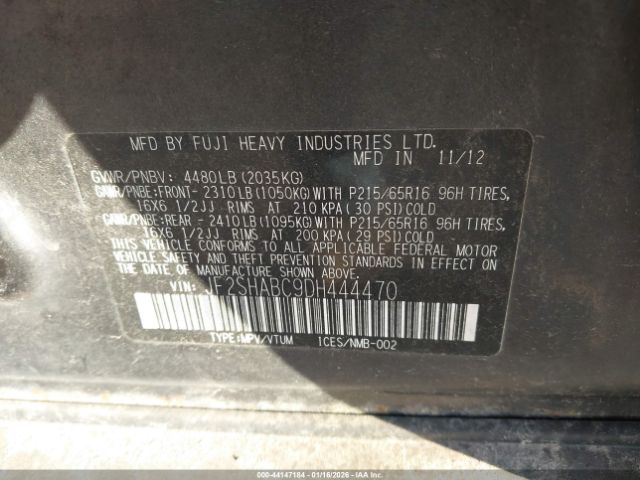 MFD BY FUJI HEAVY INDUSTRIES LTD.
MFD IN 11/12
GVWR/PNBV: 4480LB(2035KG)
GAWR/PNBE:FRONT- 2310LB(1050KG)WITH P215/65R16 96H TIRES,
16X6 1/2JJ RIMS AT 210 KPA(30 PSI)COLD
GAWR/PNBE:REAR - 2410LB(1095KG)WITH P215/65R16 96H TIRES,
16X6 1/2JJ RIMS AT 200 KPA(29 PSI)COLD
THIS VEHICLE CONFORMS TO ALL APPLICABLE FEDERAL MOTOR
VEHICLE SAFETY AND THEFT PREVENTION STANDARDS IN EFFECT ON
THE DATE OF MANUFACTURE SHOWN ABOVE.
VIN: JF2SHABC9DH444470
TYPE:MPV/VTUM ICES/NMB-002
000-44147184 - 01/16/2026 - IAA Inc.